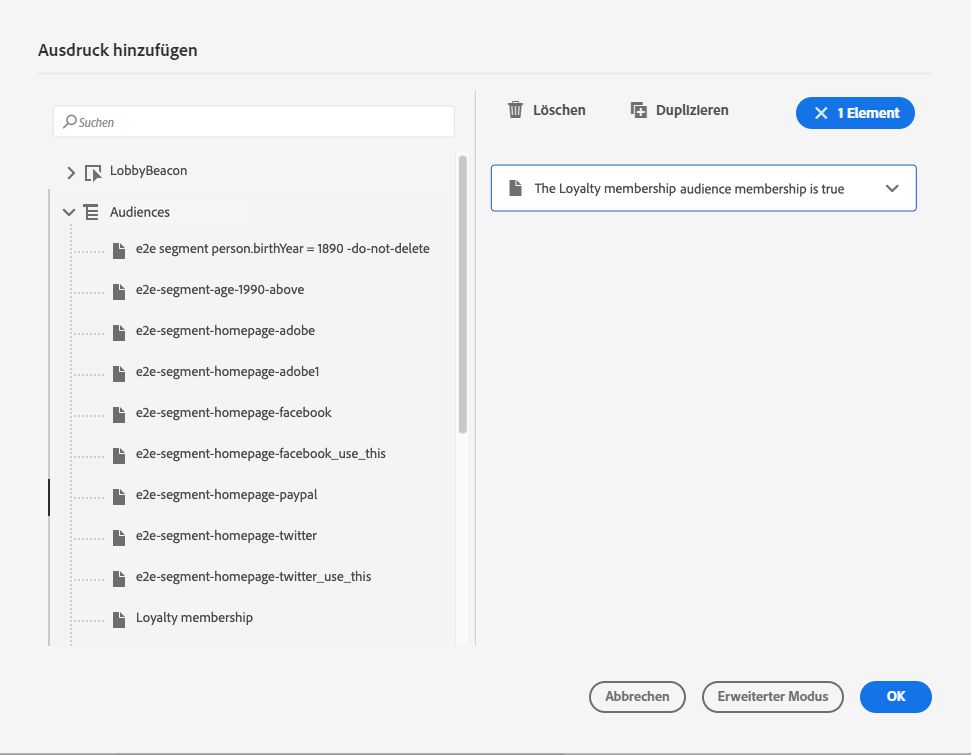 Ausdruck hinzufügen
Suchen
LobbyBeacon
Audiences
e2e segment person.birthYear = 1890 -do-not-delete
e2e-segment-age-1990-above
e2e-segment-homepage-adobe
e2e-segment-homepage-adobe1
e2e-segment-homepage-facebook
e2e-segment-homepage-facebook_use_this
e2e-segment-homepage-paypal
e2e-segment-homepage-twitter
e2e-segment-homepage-twitter_use_this
Loyalty membership
Löschen Duplizieren 1 Element
The Loyalty membership audience membership is true
Abbrechen Erweiterter Modus OK